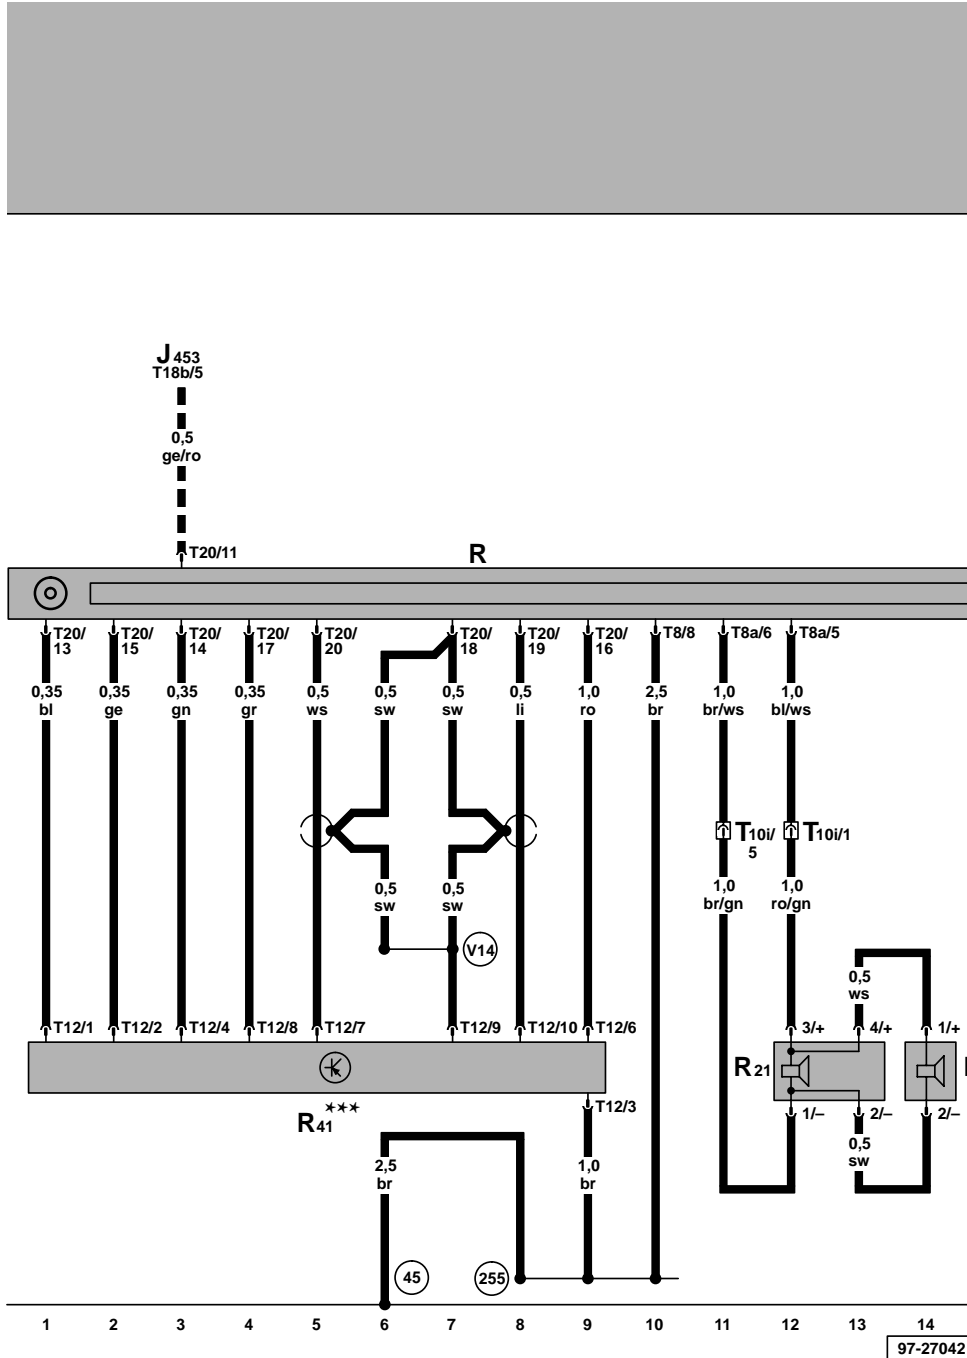 J453
T18b/5
0,5
ge/ro
T20/11
R
T20/ T20/ T20/ T20/ T20/ T20/ T20/ T20/ T8/8 T8a/6 T8a/5
13 15 14 17 20 18 19 16
0,35 0,35 0,35 0,35 0,5 0,5 0,5 0,5 1,0 2,5 1,0 1,0
bl ge gn gr ws sw sw li ro br br/ws bl/ws
T10i/ T10i/1
5
0,5 0,5 1,0 1,0
sw sw br/gn ro/gn
V14
0,5
ws
T12/1 T12/2 T12/4 T12/8 T12/7 T12/9 T12/10 T12/6 3/+ 4/+ 1/+
R21
R41 ***
T12/3 1/– 2/– 2/–
0,5
sw
2,5 1,0
br br
45 255
1 2 3 4 5 6 7 8 9 10 11 12 13 14
97-27042